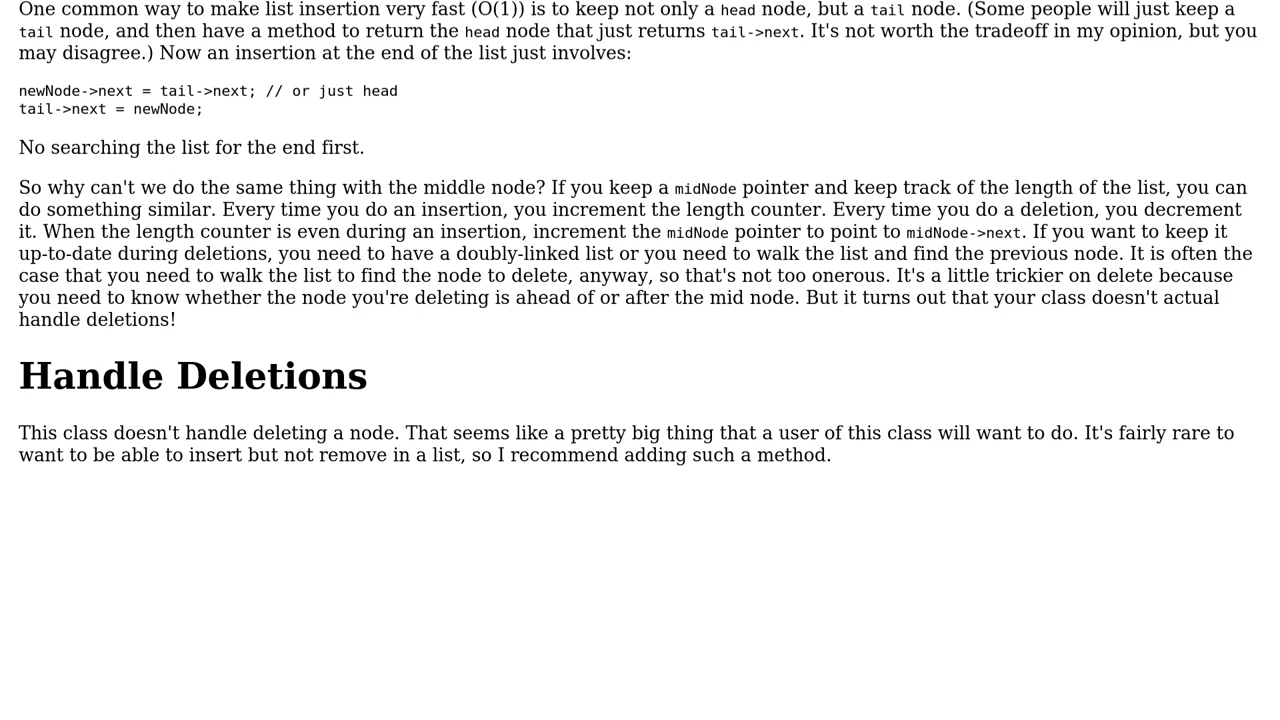 One common way to make list insertion very fast (O(1)) is to keep not only a head node, but a tail node. (Some people will just keep a
tail node, and then have a method to return the head node that just returns tail->next. It's not worth the tradeoff in my opinion, but you
may disagree.) Now an insertion at the end of the list just involves:
newNode->next = tail->next; // or just head
tail->next = newNode;
No searching the list for the end first.
So why can't we do the same thing with the middle node? If you keep a midNode pointer and keep track of the length of the list, you can
do something similar. Every time you do an insertion, you increment the length counter. Every time you do a deletion, you decrement
it. When the length counter is even during an insertion, increment the midNode pointer to point to midNode->next. If you want to keep it
up-to-date during deletions, you need to have a doubly-linked list or you need to walk the list and find the previous node. It is often the
case that you need to walk the list to find the node to delete, anyway, so that's not too onerous. It's a little trickier on delete because
you need to know whether the node you're deleting is ahead of or after the mid node. But it turns out that your class doesn't actual
handle deletions!
Handle Deletions
This class doesn't handle deleting a node. That seems like a pretty big thing that a user of this class will want to do. It's fairly rare to
want to be able to insert but not remove in a list, so I recommend adding such a method.